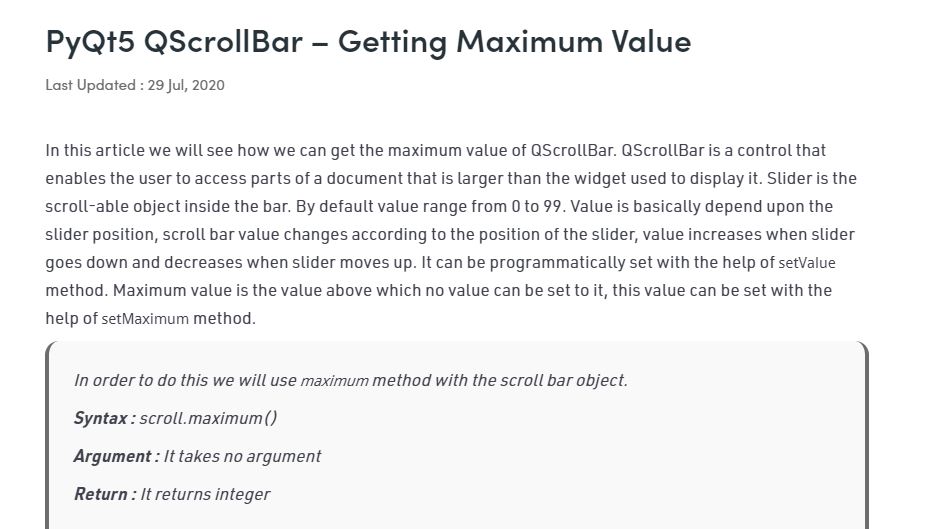 PyQt5 QScrollBar – Getting Maximum Value
Last Updated : 29 Jul, 2020
In this article we will see how we can get the maximum value of QScrollBar. QScrollBar is a control that
enables the user to access parts of a document that is larger than the widget used to display it. Slider is the
scroll-able object inside the bar. By default value range from 0 to 99. Value is basically depend upon the
slider position, scroll bar value changes according to the position of the slider, value increases when slider
goes down and decreases when slider moves up. It can be programmatically set with the help of setValue
method. Maximum value is the value above which no value can be set to it, this value can be set with the
help of setMaximum method.
In order to do this we will use maximum method with the scroll bar object.
Syntax : scroll.maximum()
Argument : It takes no argument
Return : It returns integer